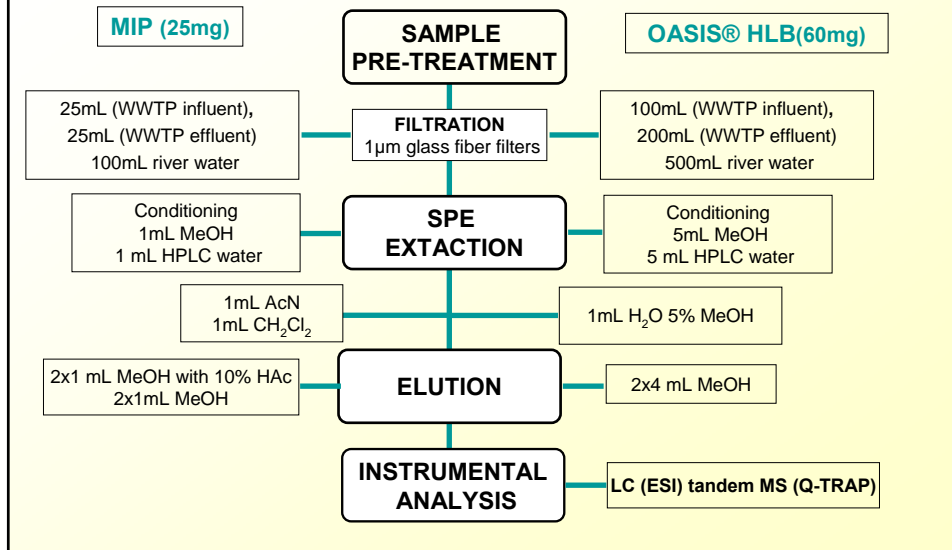 MIP (25mg)
SAMPLE
PRE-TREATMENT
OASIS® HLB(60mg)
25mL (WWTP influent),
25mL (WWTP effluent)
100mL river water
FILTRATION
1µm glass fiber filters
100mL (WWTP influent),
200mL (WWTP effluent)
500mL river water
Conditioning
1mL MeOH
1 mL HPLC water
SPE
EXTACTION
Conditioning
5mL MeOH
5 mL HPLC water
1mL AcN
1mL CH₂Cl₂
1mL H₂O 5% MeOH
2x1 mL MeOH with 10% HAc
2x1mL MeOH
ELUTION
2x4 mL MeOH
INSTRUMENTAL
ANALYSIS
LC (ESI) tandem MS (Q-TRAP)